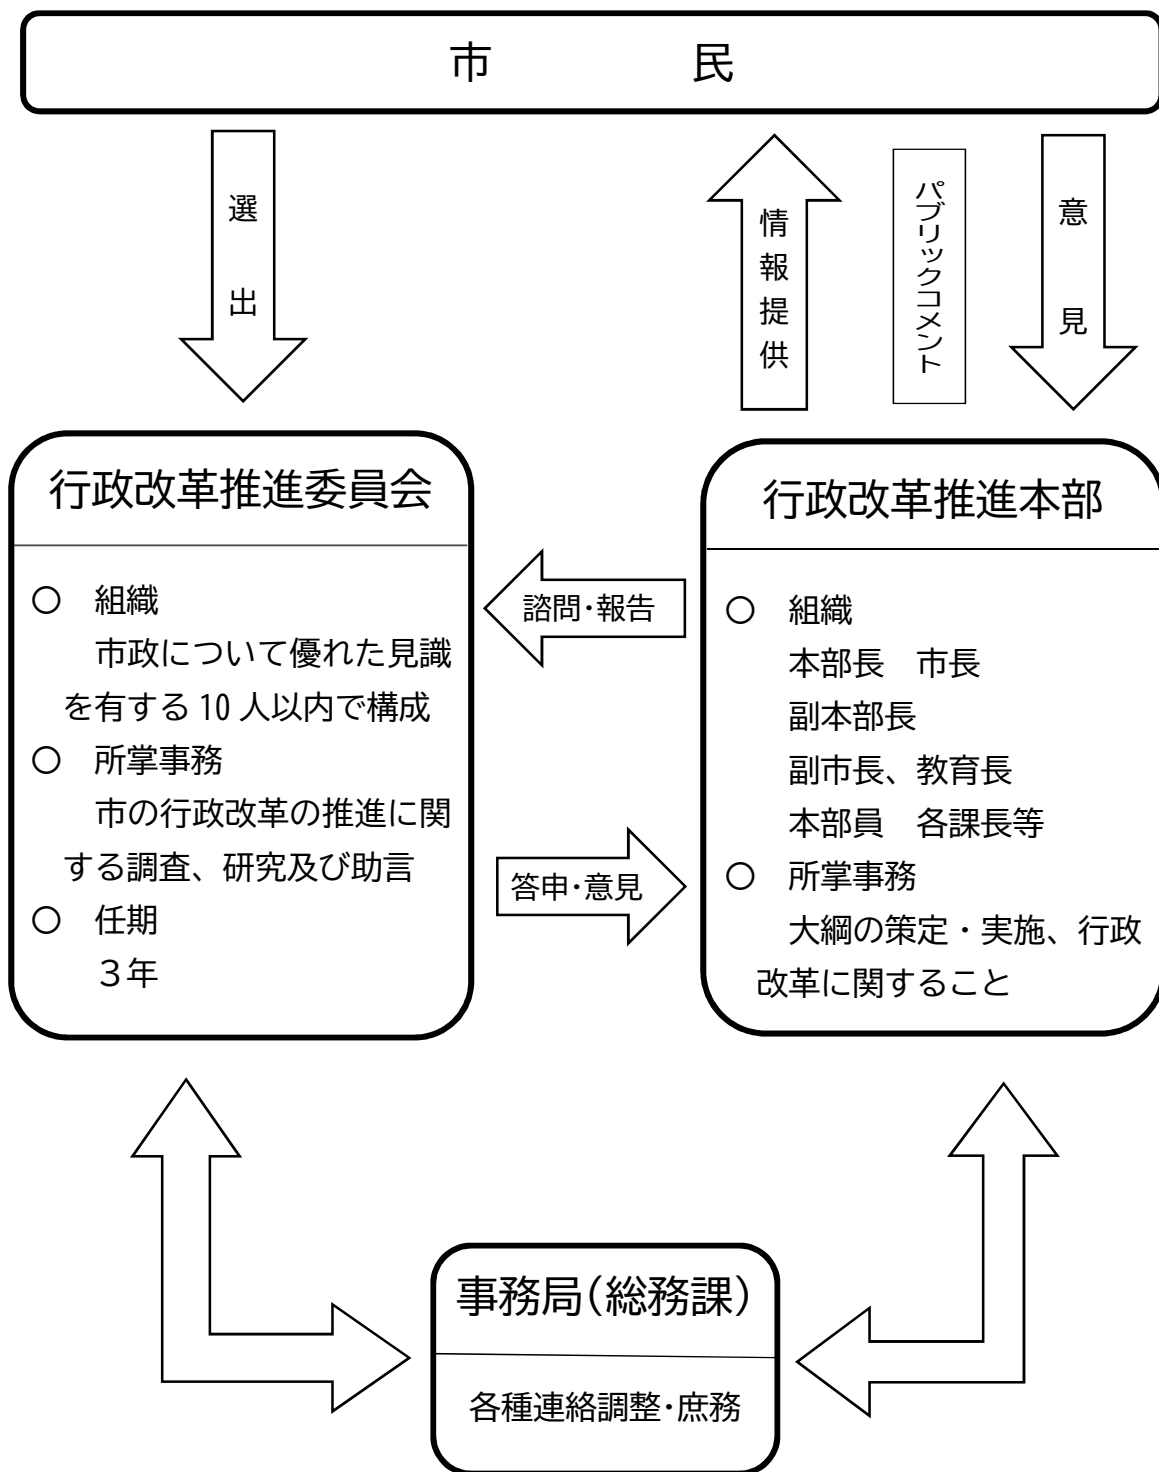 市　民
選出
情報提供
パブリックコメント
意見
行政改革推進委員会
○　組織
市政について優れた見識
を有する10人以内で構成
○　所掌事務
市の行政改革の推進に関
する調査、研究及び助言
○　任期
３年
諮問・報告
答申・意見
行政改革推進本部
○　組織
本部長　市長
副本部長
副市長、教育長
本部員　各課長等
○　所掌事務
大綱の策定・実施、行政
改革に関すること
事務局（総務課）
各種連絡調整・庶務